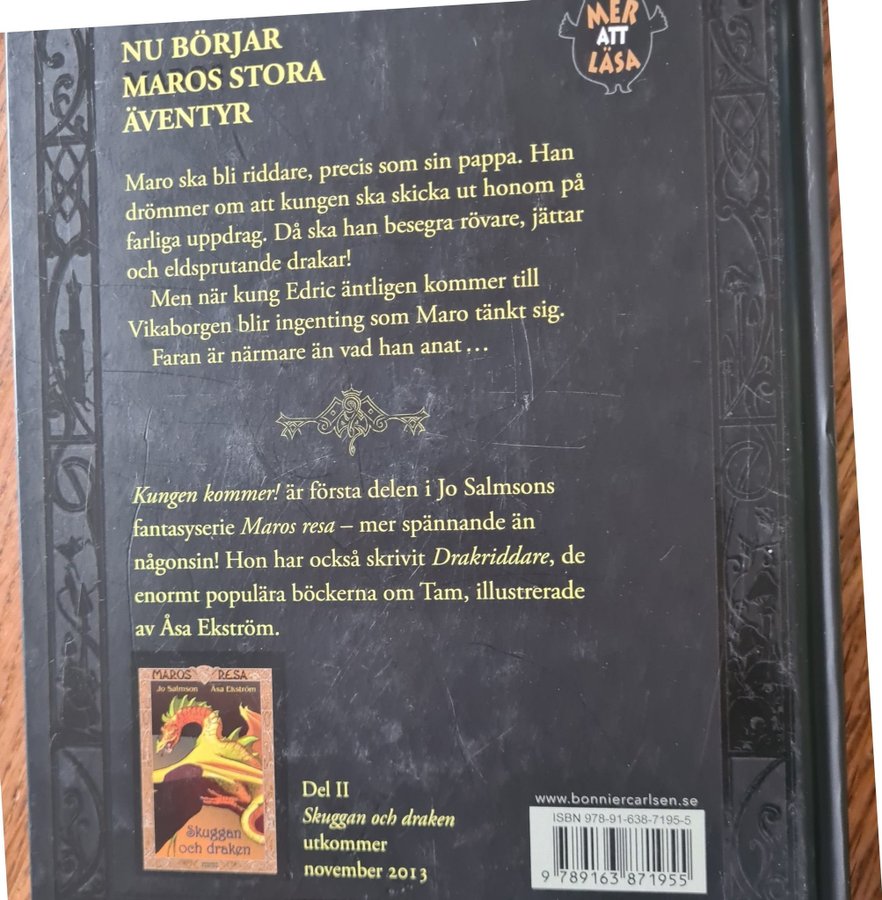 NU BÖRJAR
MAROS STORA
ÄVENTYR
MER
ATT
LÄSA
Maro ska bli riddare, precis som sin pappa. Han
drömmer om att kungen ska skicka ut honom på
farliga uppdrag. Då ska han besegra rövare, jättar
och eldsprutande drakar!
Men när kung Edric äntligen kommer till
Vikaborgen blir ingenting som Maro tänkt sig.
Faran är närmare än vad han anat ...
Kungen kommer! är första delen i Jo Salmsons
fantasyserie Maros resa – mer spännande än
någonsin! Hon har också skrivit Drakriddare, de
enormt populära böckerna om Tam, illustrerade
av Åsa Ekström.
MAROS RESA
Jo Salmson Åsa Ekström
Skuggan
och draken
Del II
Skuggan och draken
utkommer
november 2013
www.bonniercarlsen.se
ISBN 978-91-638-7195-5
9 789163 871955